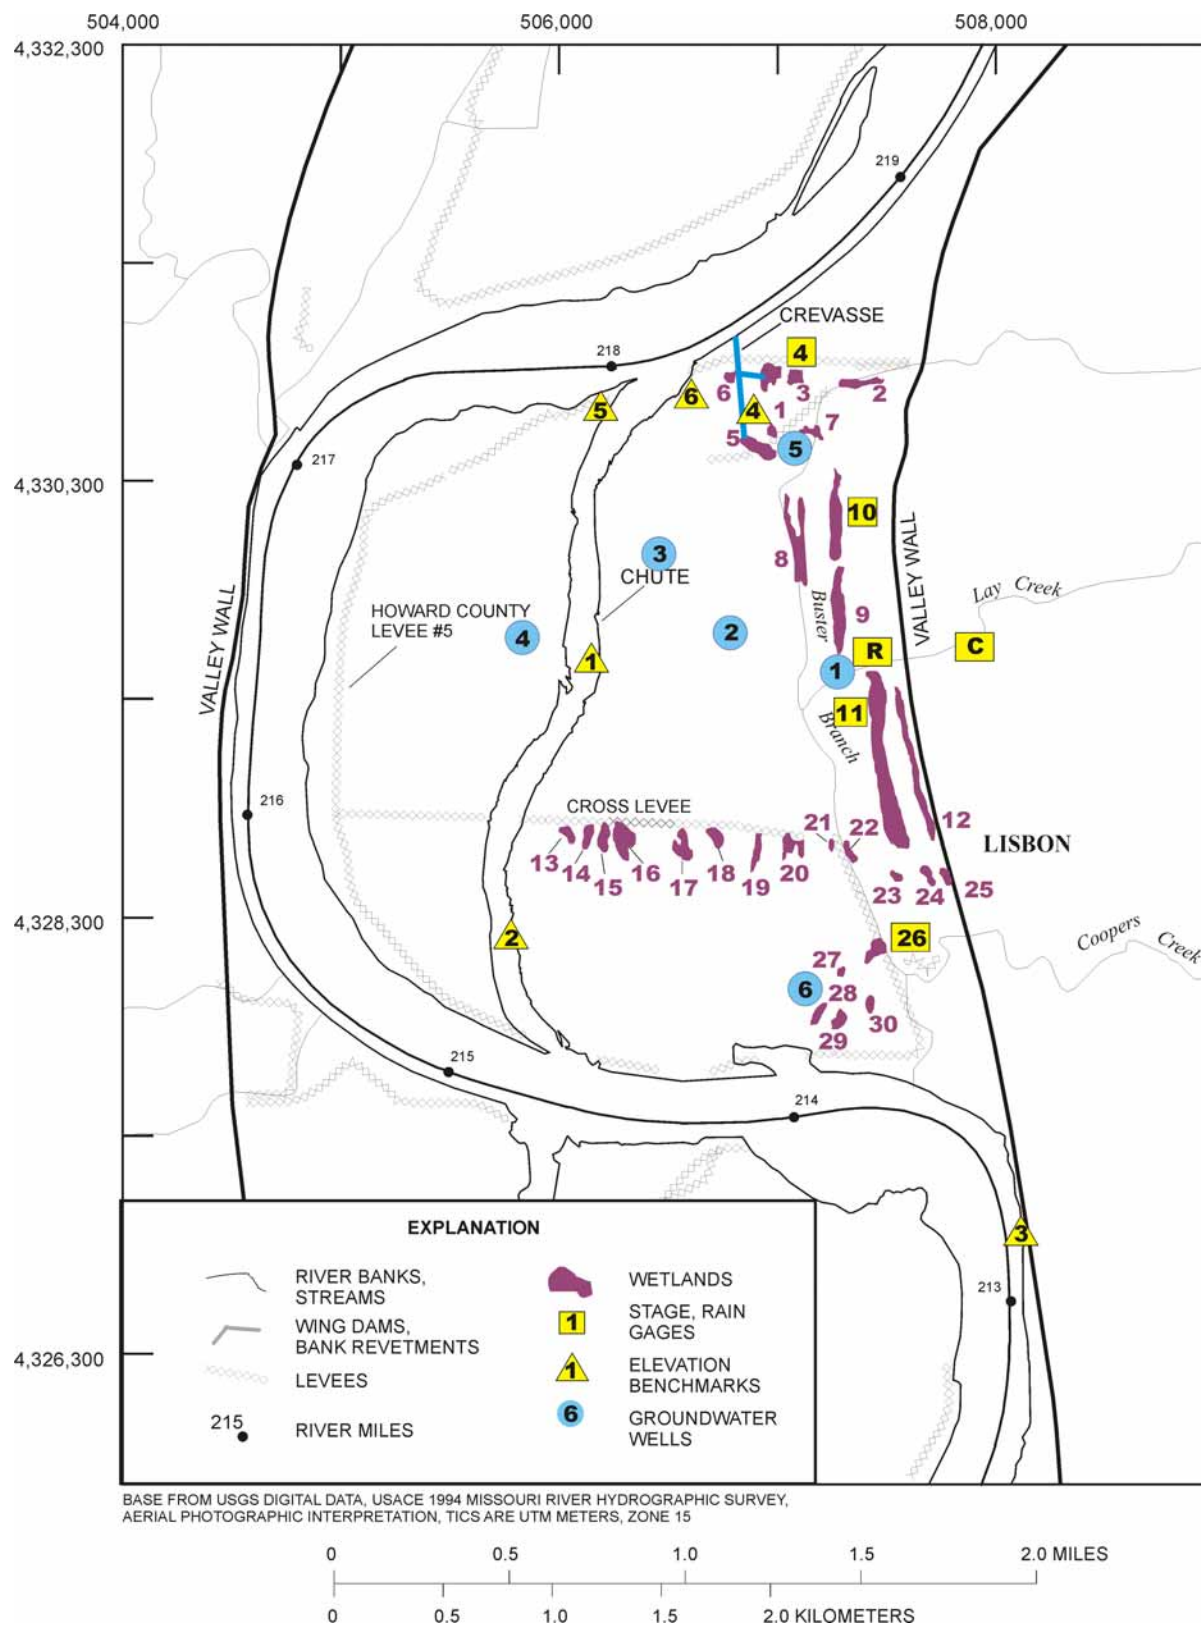 504,000
506,000
508,000
4,332,300
219
CREVASSE
218
4
6
3
2
5
6
4
1
7
5
5
217
4,330,300
10
3
8
CHUTE
VALLEY WALL
Lay Creek
Buster
HOWARD COUNTY
LEVEE #5
9
4
2
R
C
1
1
VALLEY WALL
11
Branch
216
CROSS LEVEE
21
22
12
LISBON
13
14
15
16
17
18
19
20
23
24
25
4,328,300
2
26
Coopers Creek
27
6
28
29
30
215
214
3
213
EXPLANATION
RIVER BANKS,
STREAMS
WING DAMS,
BANK REVETMENTS
LEVEES
215
RIVER MILES
WETLANDS
1
STAGE, RAIN
GAGES
1
ELEVATION
BENCHMARKS
6
GROUNDWATER
WELLS
4,326,300
BASE FROM USGS DIGITAL DATA, USACE 1994 MISSOURI RIVER HYDROGRAPHIC SURVEY,
AERIAL PHOTOGRAPHIC INTERPRETATION, TICS ARE UTM METERS, ZONE 15
0 0.5 1.0 1.5 2.0 MILES
0 0.5 1.0 1.5 2.0 KILOMETERS